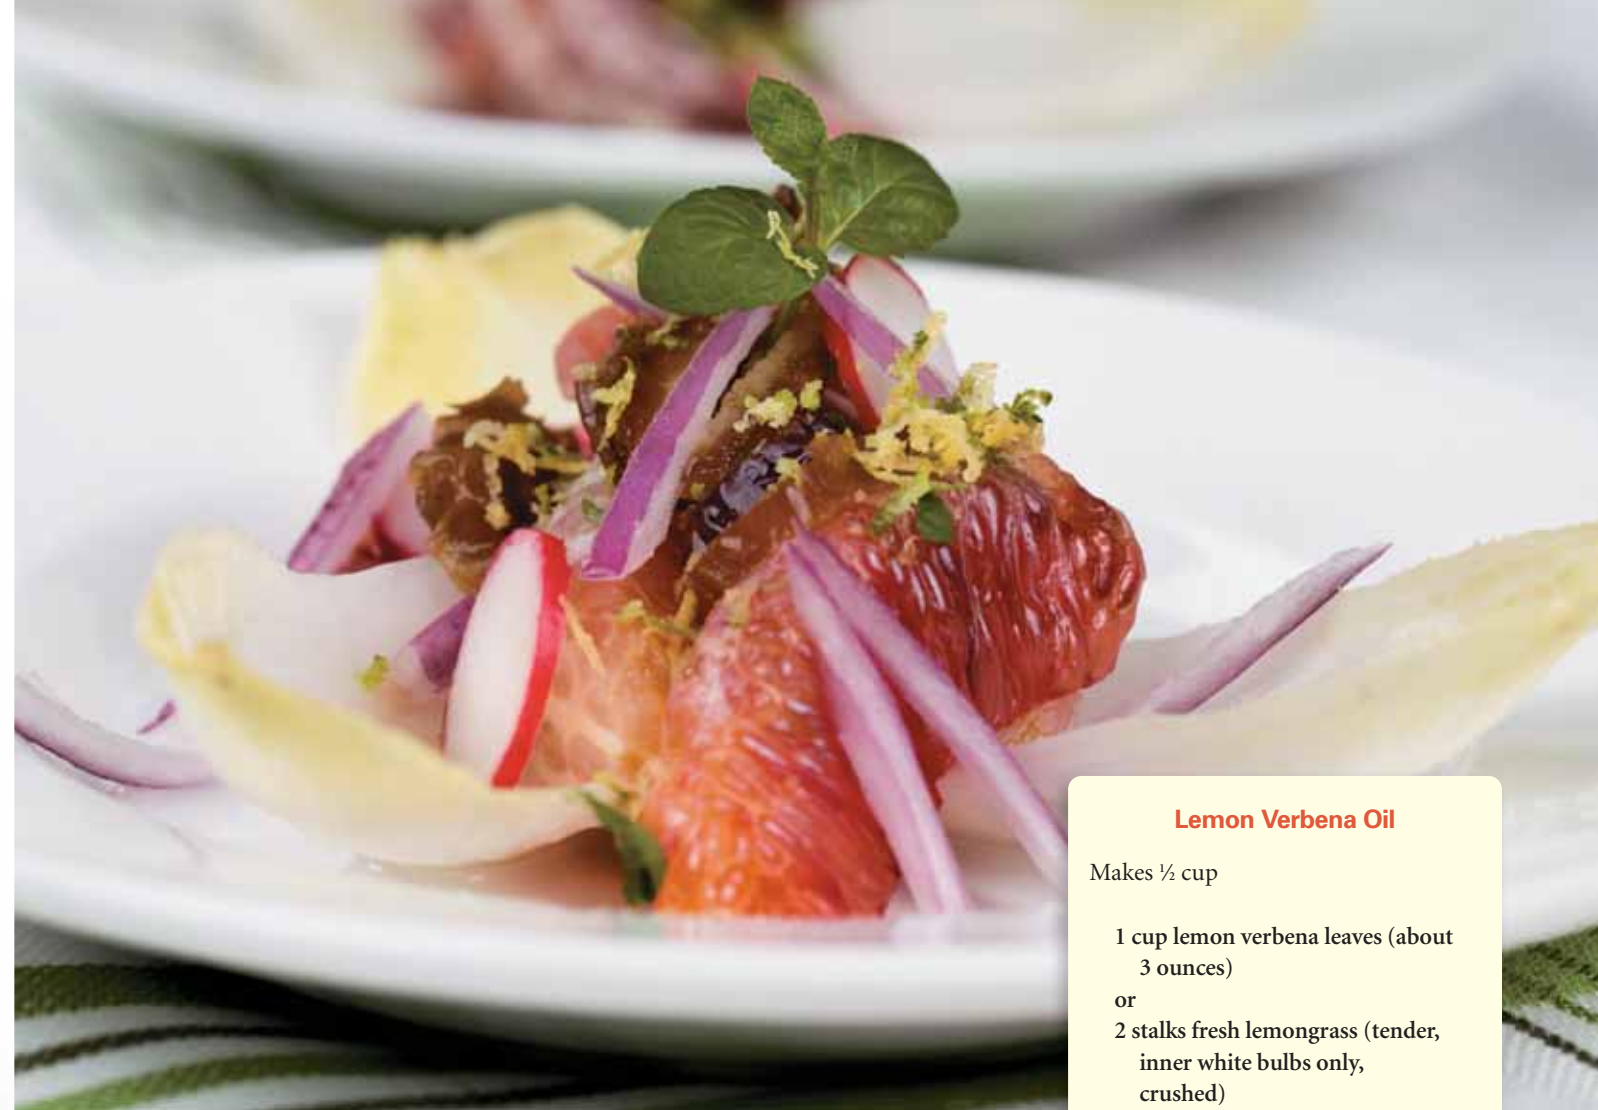 Lemon Verbena Oil
Makes ½ cup
1 cup lemon verbena leaves (about
3 ounces)
or
2 stalks fresh lemongrass (tender,
inner white bulbs only,
crushed)